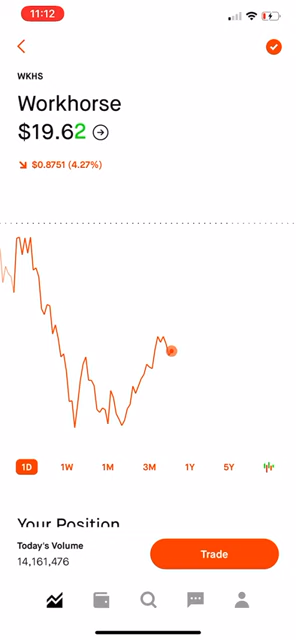 11:12
WKHS
Workhorse
$19.62
$0.8751 (4.27%)
1D 1W 1M 3M 1Y 5Y
Your Position
Today's Volume
14,161,476
Trade